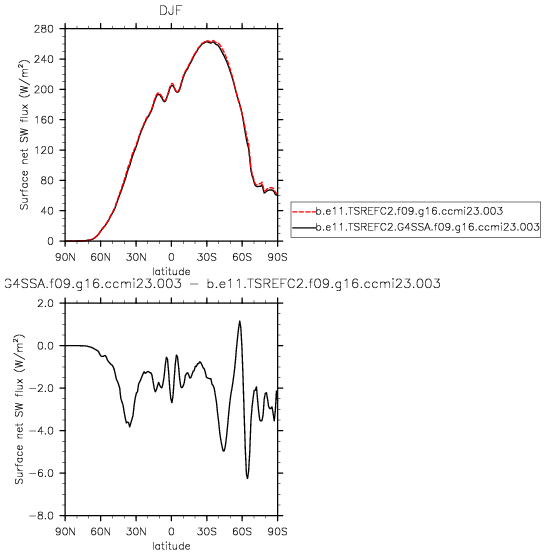 DJF
Surface net SW flux (W/m²)
280
240
200
160
120
80
40
0
90N 60N 30N 0 30S 60S 90S
latitude
b.e11.TSREFC2.f09.g16.ccmi23.003
b.e11.TSREFC2.G4SSA.f09.g16.ccmi23.003
G4SSA.f09.g16.ccmi23.003 – b.e11.TSREFC2.f09.g16.ccmi23.003
Surface net SW flux (W/m²)
2.0
0.0
-2.0
-4.0
-6.0
-8.0
90N 60N 30N 0 30S 60S 90S
latitude